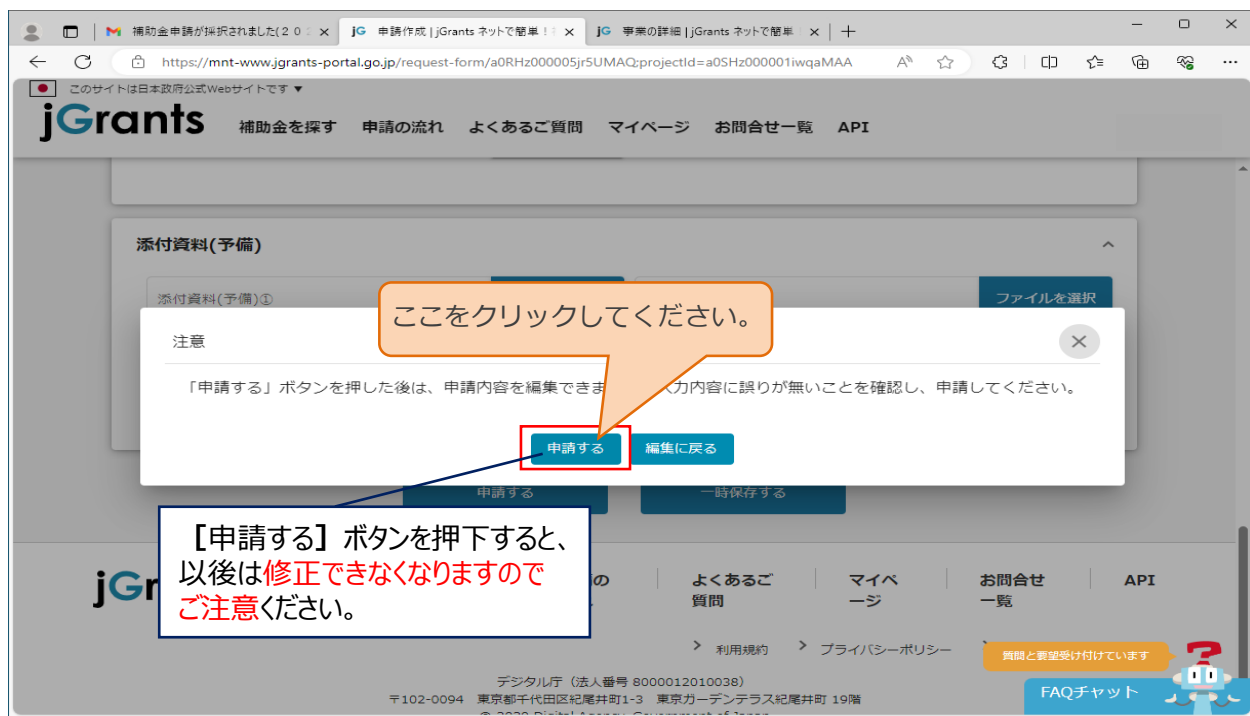 補助金申請が採択されました(２０
jG 申請作成 | jGrants ネットで簡単！
jG 事業の詳細 | jGrants ネットで簡単
https://mnt-www.jgrants-portal.go.jp/request-form/a0RHz000005jr5UMAQ;projectId=a0SHz000001iwqaMAA
このサイトは日本政府公式Webサイトです ▼
jGrants 補助金を探す 申請の流れ よくあるご質問 マイページ お問合せ一覧 API
添付資料(予備)
添付資料(予備)①
ファイルを選択
ここをクリックしてください。
注意
「申請する」ボタンを押した後は、申請内容を編集できま
力内容に誤りが無いことを確認し、申請してください。
申請する 編集に戻る
申請する 一時保存する
【申請する】ボタンを押下すると、
以後は修正できなくなりますので
ご注意ください。
jGr
の
よくあるご
質問
マイペ
ージ
お問合せ
一覧
API
利用規約
プライバシーポリシー
質問と要望受け付けています
FAQチャット
デジタル庁（法人番号 8000012010038）
〒102-0094 東京都千代田区紀尾井町1-3 東京ガーデンテラス紀尾井町 19階
© 2020 Digital Agency, Government of Japan